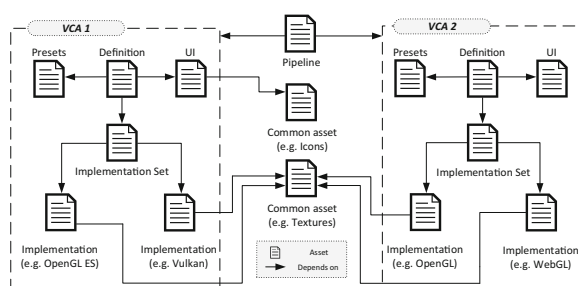 VCA 1
VCA 2
Presets
Definition
UI
Pipeline
Presets
Definition
UI
Common asset
(e.g. Icons)
Implementation Set
Implementation Set
Common asset
(e.g. Textures)
Implementation
(e.g. OpenGL ES)
Implementation
(e.g. Vulkan)
Asset
Depends on
Implementation
(e.g. OpenGL)
Implementation
(e.g. WebGL)